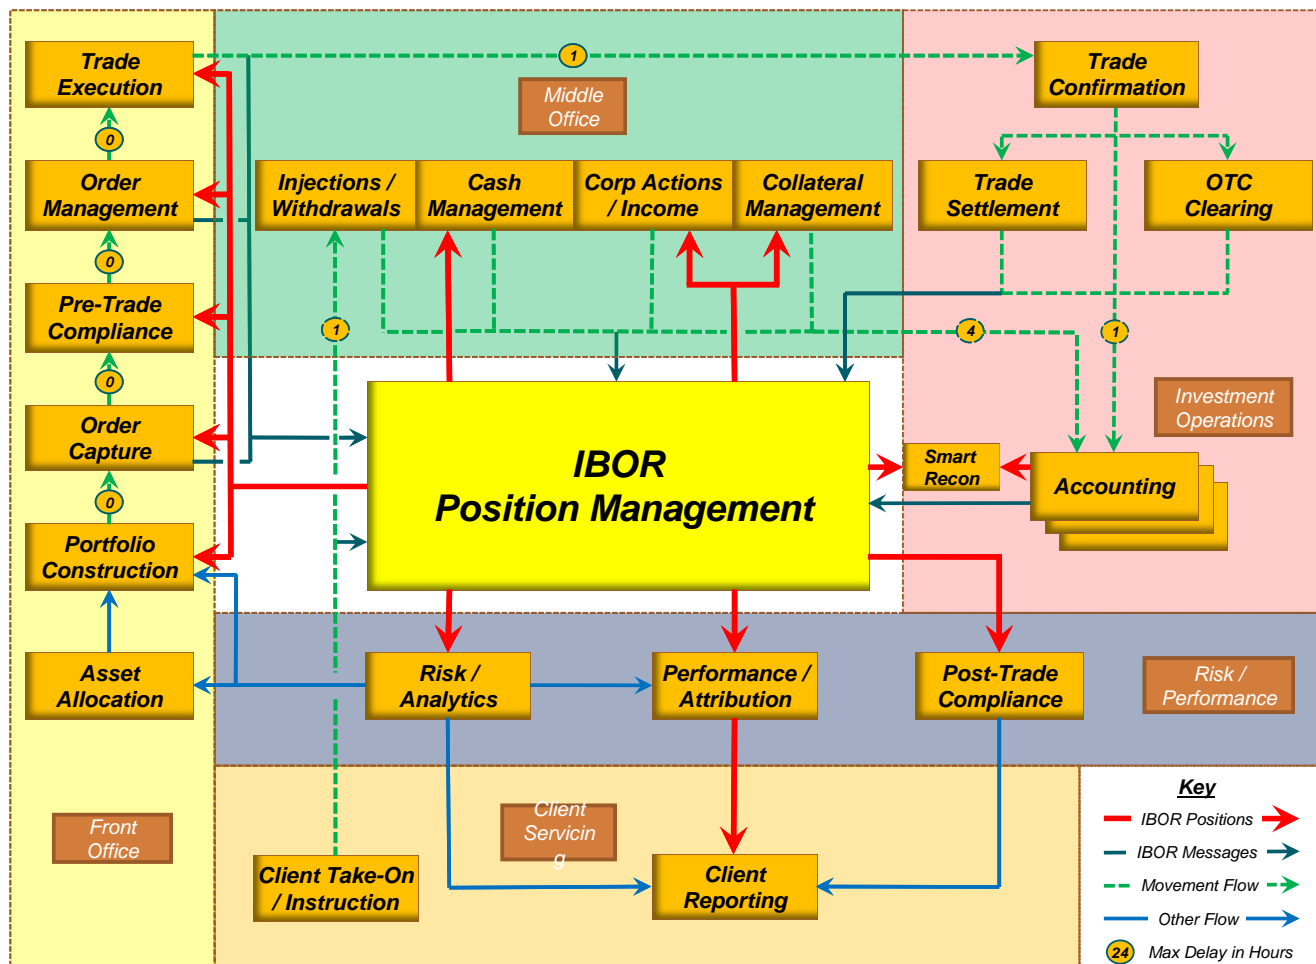 Trade
Execution
1
Trade
Confirmation
Middle
Office
0
Order
Management
Injections /
Withdrawals
Cash
Management
Corp Actions
/ Income
Collateral
Management
Trade
Settlement
OTC
Clearing
0
Pre-Trade
Compliance
1
4
1
0
Order
Capture
Investment
Operations
IBOR
Position Management
Smart
Recon
Accounting
0
Portfolio
Construction
Asset
Allocation
Risk /
Analytics
Performance /
Attribution
Post-Trade
Compliance
Risk /
Performance
Front
Office
Client
Servicin
g
Client Take-On
/ Instruction
Client
Reporting
Key
IBOR Positions
IBOR Messages
Movement Flow
Other Flow
24 Max Delay in Hours